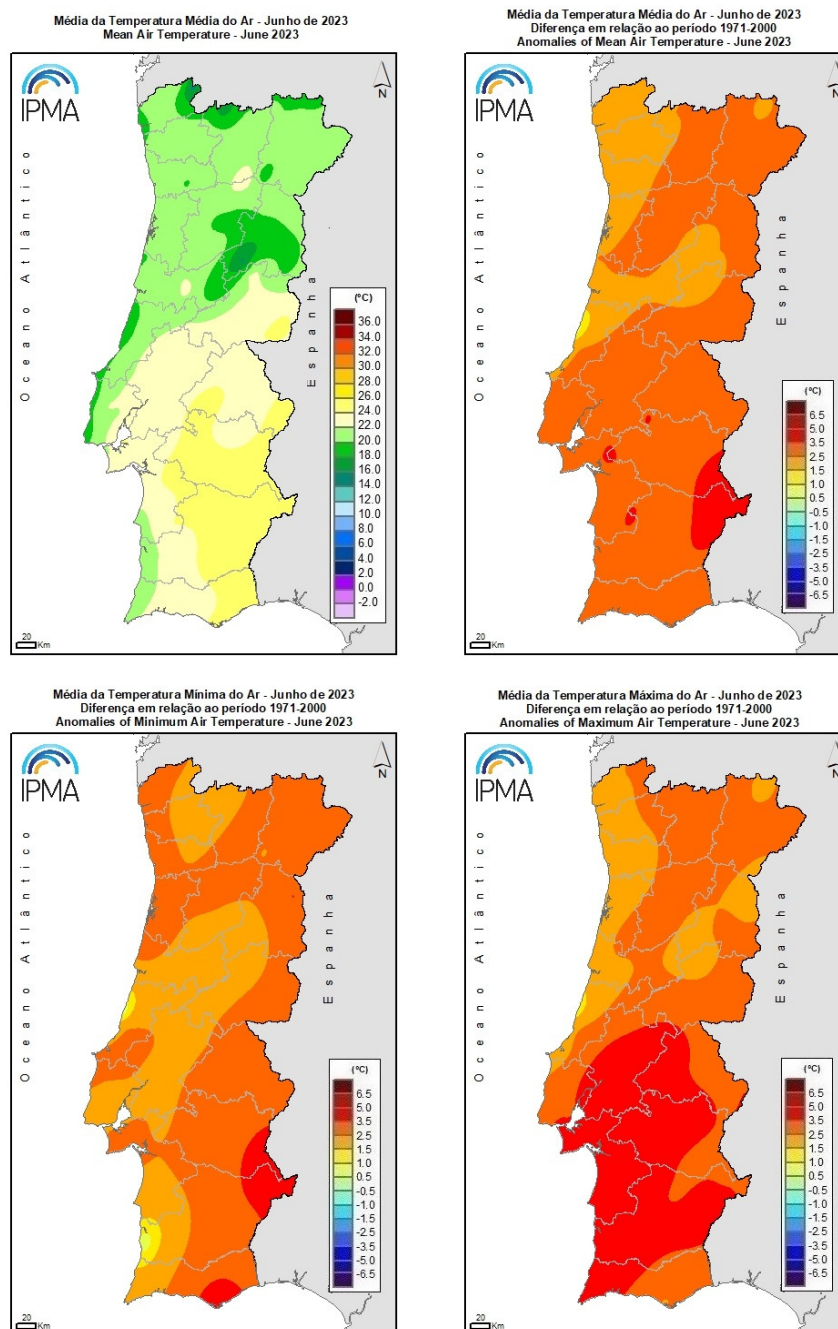 Média da Temperatura Média do Ar - Junho de 2023
Mean Air Temperature - June 2023
IPMA
N
Oceano Atlântico
Espanha
(ºC)
36.0
34.0
32.0
30.0
28.0
26.0
24.0
22.0
20.0
18.0
16.0
14.0
12.0
10.0
8.0
6.0
4.0
2.0
0.0
-2.0
20
Km
Média da Temperatura Média do Ar - Junho de 2023
Diferença em relação ao período 1971-2000
Anomalies of Mean Air Temperature - June 2023
IPMA
N
Oceano Atlântico
Espanha
(ºC)
6.5
5.0
3.5
2.5
1.5
1.0
-0.5
-1.0
-1.5
-2.5
-3.5
-5.0
-6.5
20
Km
Média da Temperatura Mínima do Ar - Junho de 2023
Diferença em relação ao período 1971-2000
Anomalies of Minimum Air Temperature - June 2023
IPMA
N
Oceano Atlântico
Espanha
(ºC)
6.5
5.0
3.5
2.5
1.5
1.0
-0.5
-1.0
-1.5
-2.5
-3.5
-5.0
-6.5
20
Km
Média da Temperatura Máxima do Ar - Junho de 2023
Diferença em relação ao período 1971-2000
Anomalies of Maximum Air Temperature - June 2023
IPMA
N
Oceano Atlântico
Espanha
(ºC)
6.5
5.0
3.5
2.5
1.5
1.0
-0.5
-1.0
-1.5
-2.5
-3.5
-5.0
-6.5
20
Km